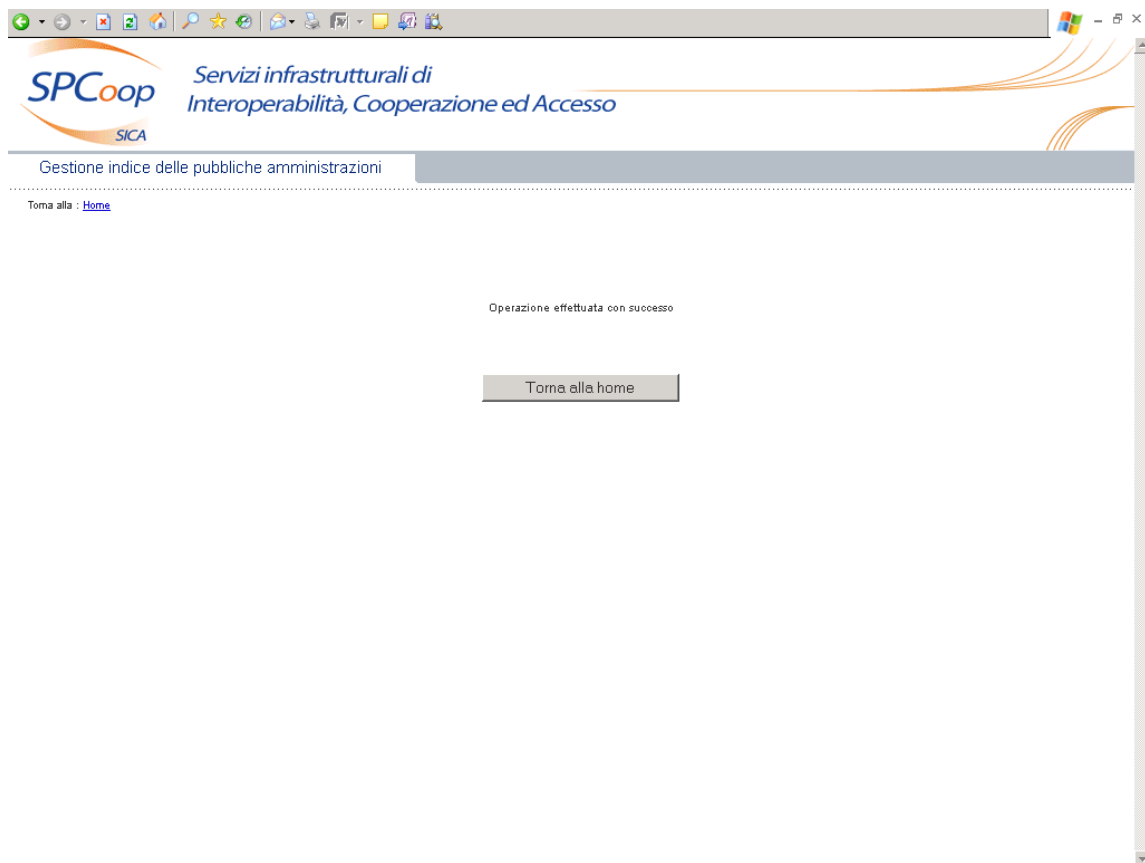 SPCoop
SICA
Servizi infrastrutturali di
Interoperabilità, Cooperazione ed Accesso
Gestione indice delle pubbliche amministrazioni
Torna alla : Home
Operazione effettuata con successo
Torna alla home